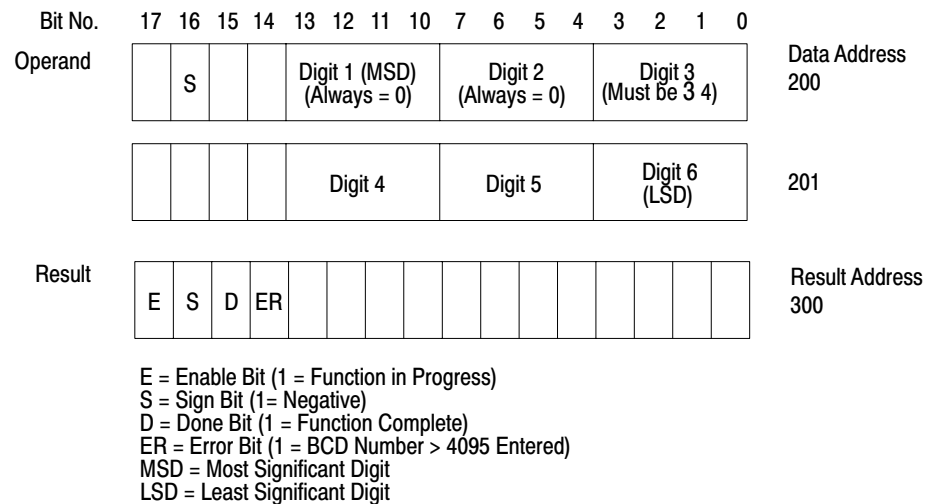 Bit No. 17 16 15 14 13 12 11 10 7 6 5 4 3 2 1 0
Operand
Data Address
200
S
Digit 1 (MSD)
(Always = 0)
Digit 2
(Always = 0)
Digit 3
(Must be 3 4)
Digit 4
Digit 5
Digit 6
(LSD)
201
Result
E S D ER
Result Address
300
E = Enable Bit (1 = Function in Progress)
S = Sign Bit (1= Negative)
D = Done Bit (1 = Function Complete)
ER = Error Bit (1 = BCD Number > 4095 Entered)
MSD = Most Significant Digit
LSD = Least Significant Digit